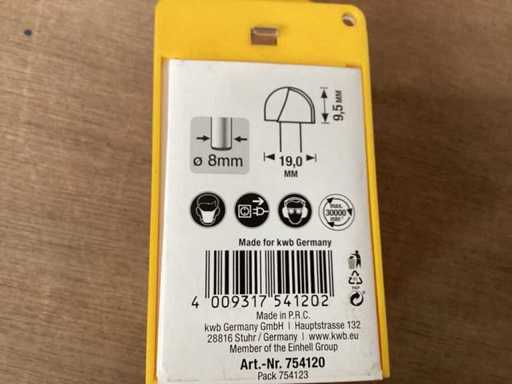 9,5 MM
ø 8mm
19,0
MM
max.
30000
min⁻¹
Made for kwb Germany
4 009317 541202
Made in P.R.C.
kwb Germany GmbH | Hauptstrasse 132
28816 Stuhr / Germany | www.kwb.eu
Member of the Einhell Group
Art.-Nr. 754120
Pack 754123